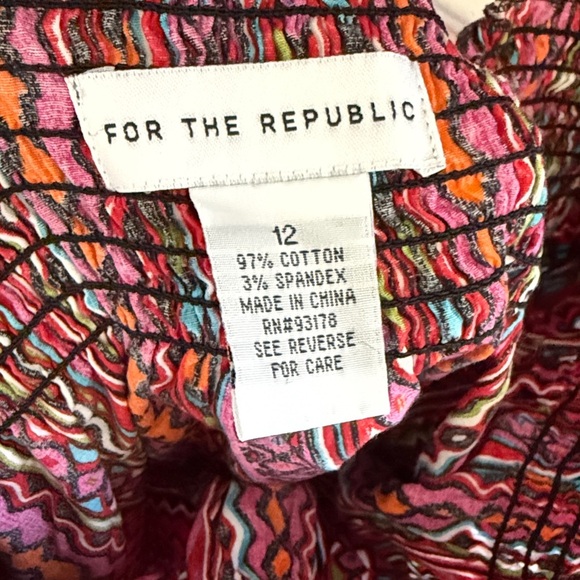 FOR THE REPUBLIC
12
97% COTTON
3% SPANDEX
MADE IN CHINA
RN#93178
SEE REVERSE
FOR CARE